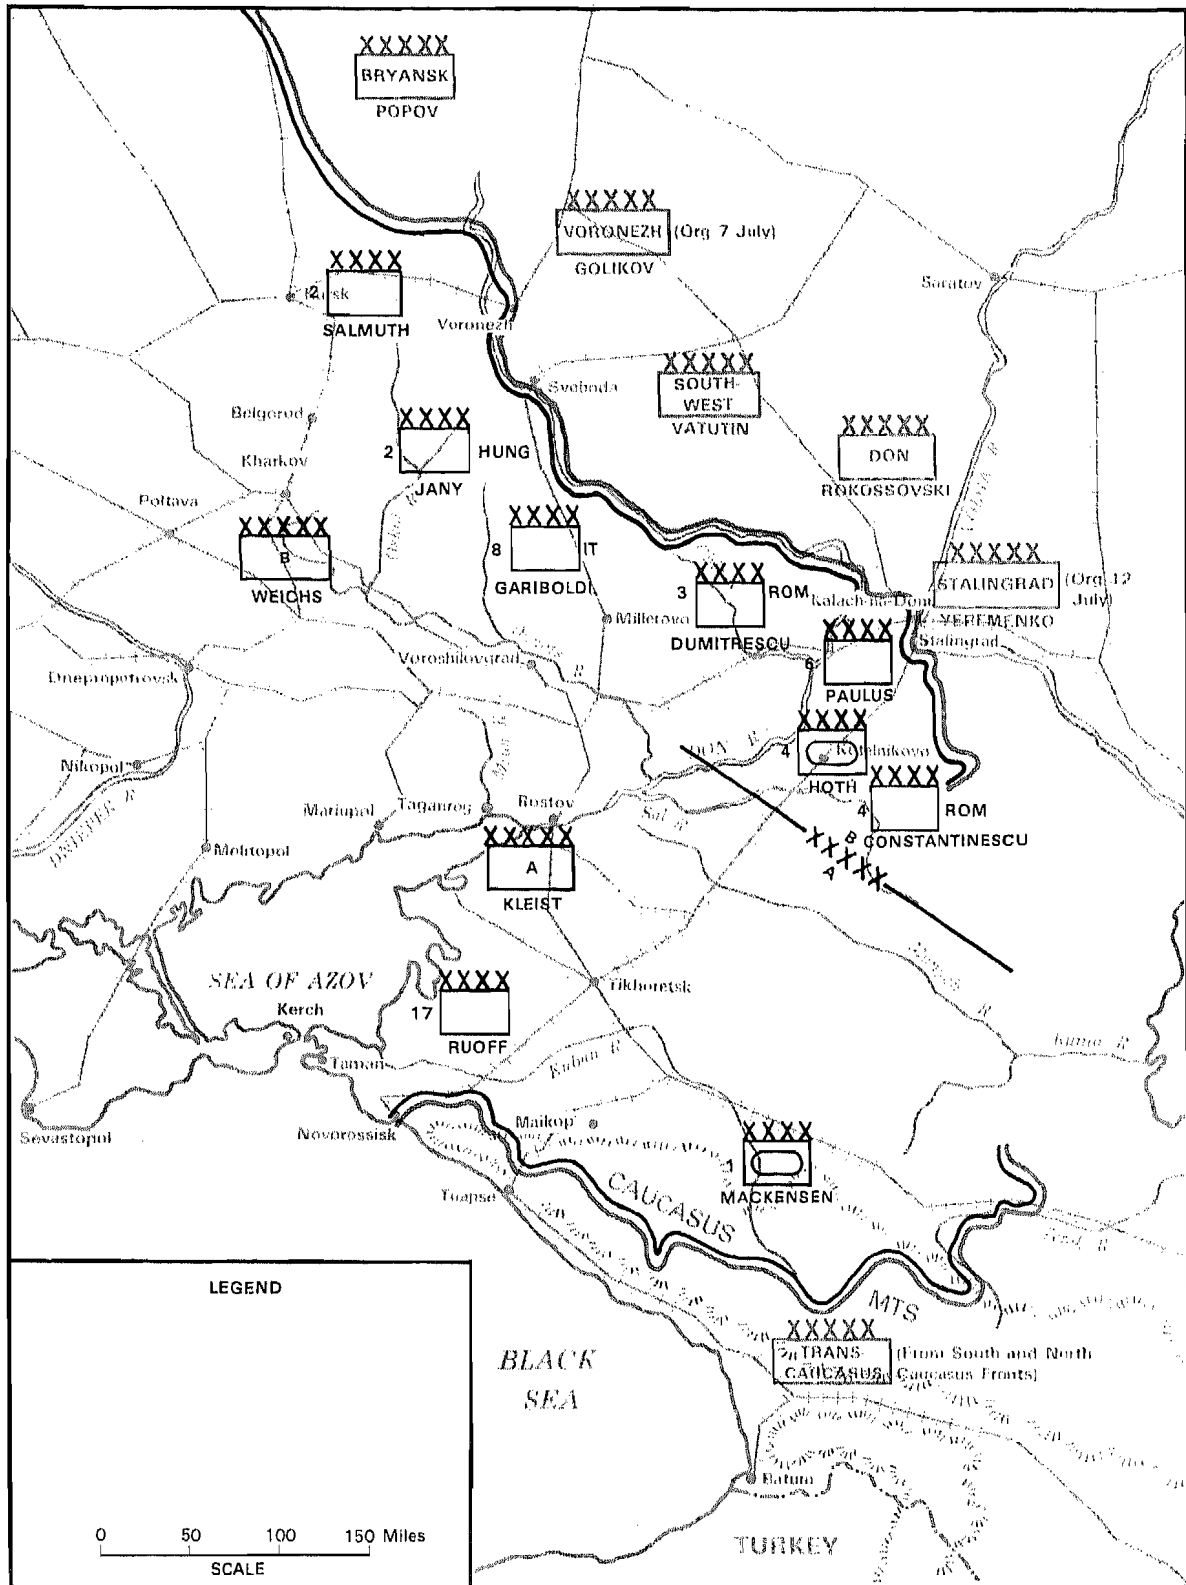 XXXXX
BRYANSK
POPOV
XXXXX
VORONEZH (Org 7 July)
GOLIKOV
XXXX
2
Kursk
SALMUTH
Voronezh
Saratov
XXXXX
SOUTH-
WEST
VATUTIN
Svoboda
Belgorod
XXXX
2 HUNG
JANY
XXXXX
DON
ROKOSSOVSKI
Kharkov
Poltava
XXXXX
B
WEICHS
XXXX
8 IT
GARIBOLDI
XXXX
3 ROM
DUMITRESCU
XXXXX
STALINGRAD (Org 12
July)
YEREMENKO
Kalach-na-Donu
Stalingrad
Millerovo
XXXX
6
PAULUS
Voroshilovgrad
R
Dnepropetrovsk
XXXX
4
Kotelnikovo
HOTH
DON R
Nikopol
DNIEPER R
Mariupol
Taganrog
Rostov
Sal R
XXXX
4 ROM
CONSTANTINESCU
B
XXXXX
A
Melitopol
XXXXX
A
KLEIST
SEA OF AZOV
Kerch
XXXX
17
RUOFF
Tikhoretsk
R
Kuma R
Taman
Kuban R
Sevastopol
Novorossisk
Maikop
XXXX
1
MACKENSEN
Tuapse
CAUCASUS
MTS
R
XXXXX
TRANS-
CAUCASUS
(From South and North
Caucasus Fronts)
BLACK
SEA
Batum
TURKEY
LEGEND
0 50 100 150 Miles
SCALE